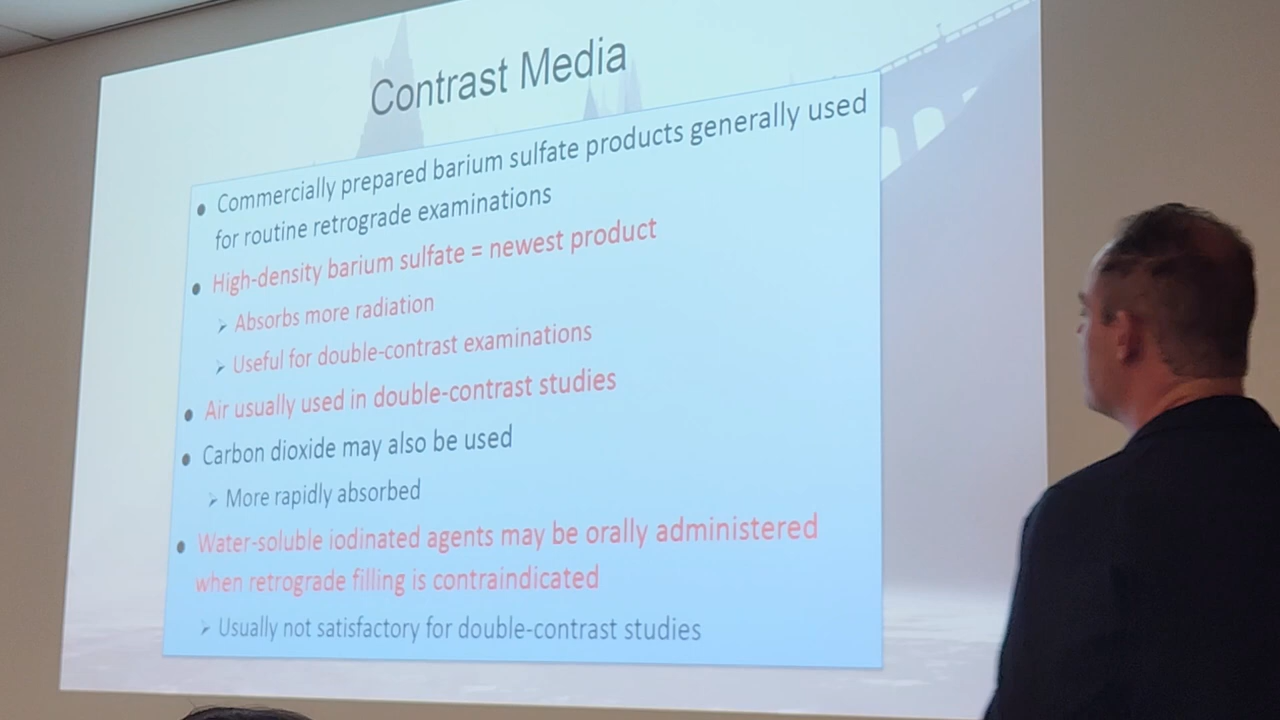 Contrast Media
• Commercially prepared barium sulfate products generally used
for routine retrograde examinations
• High-density barium sulfate = newest product
➢ Absorbs more radiation
➢ Useful for double-contrast examinations
• Air usually used in double-contrast studies
• Carbon dioxide may also be used
➢ More rapidly absorbed
• Water-soluble iodinated agents may be orally administered
when retrograde filling is contraindicated
➢ Usually not satisfactory for double-contrast studies